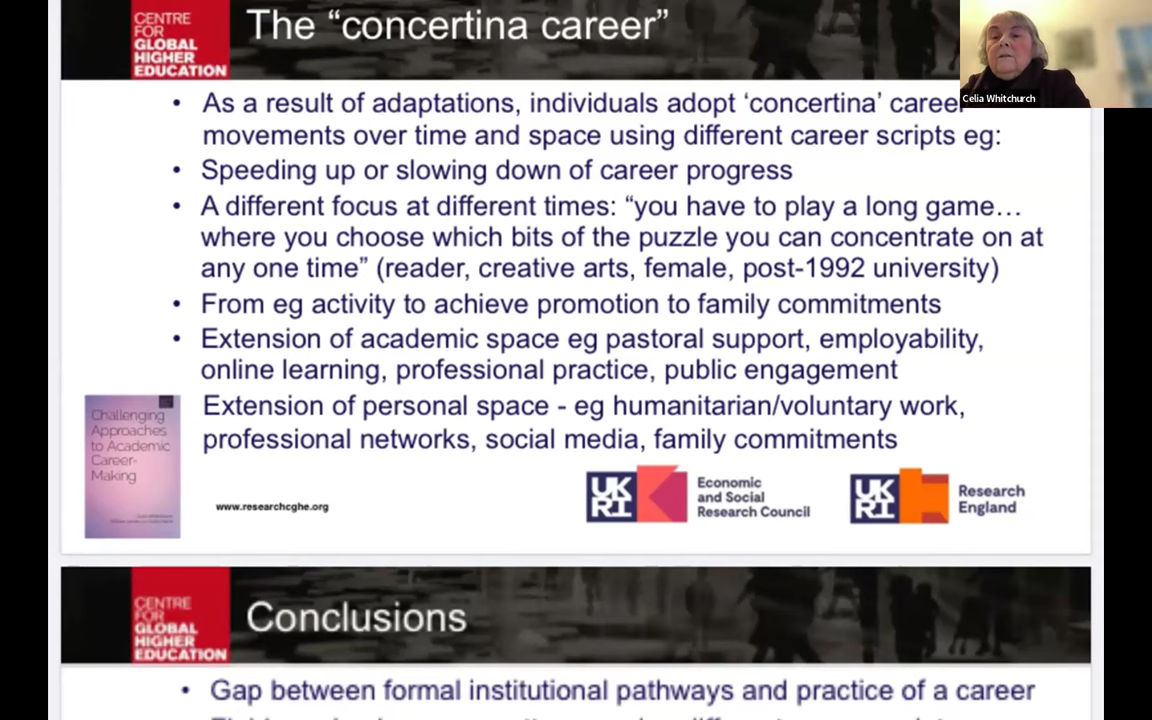 CENTRE
FOR
GLOBAL
HIGHER
EDUCATION
The “concertina career”
Celia Whitchurch
• As a result of adaptations, individuals adopt ‘concertina’ career
movements over time and space using different career scripts eg:
• Speeding up or slowing down of career progress
• A different focus at different times: “you have to play a long game…
where you choose which bits of the puzzle you can concentrate on at
any one time” (reader, creative arts, female, post-1992 university)
• From eg activity to achieve promotion to family commitments
• Extension of academic space eg pastoral support, employability,
online learning, professional practice, public engagement
Extension of personal space - eg humanitarian/voluntary work,
professional networks, social media, family commitments
Challenging
Approaches
to Academic
Career-
Making
www.researchcghe.org
UK
RI
Economic
and Social
Research Council
UK
RI
Research
England
CENTRE
FOR
GLOBAL
HIGHER
EDUCATION
Conclusions
• Gap between formal institutional pathways and practice of a career